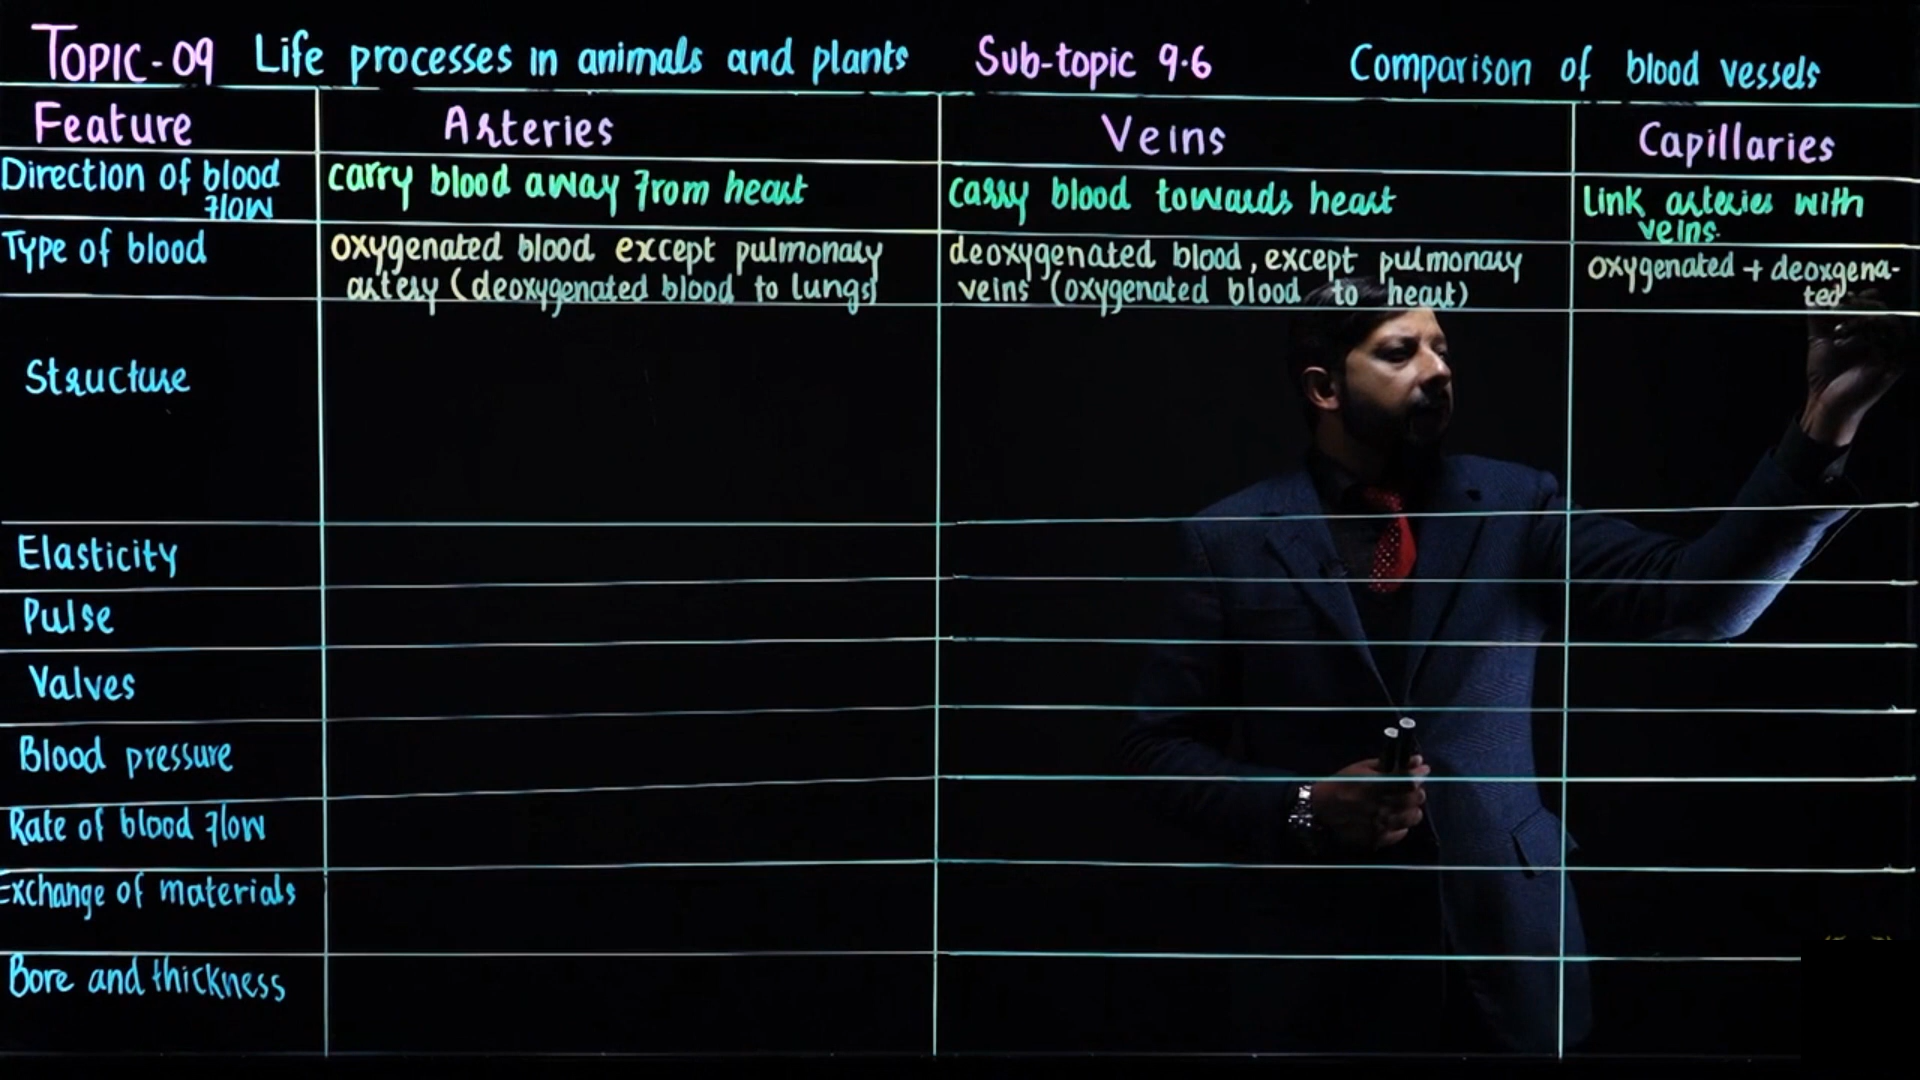 TOPIC-09 Life processes in animals and plants Sub-topic 9.6 Comparison of blood vessels
Feature Arteries Veins Capillaries
Direction of blood flow
carry blood away from heart
carry blood towards heart
Link arteries with
veins.
Type of blood
oxygenated blood except pulmonary
artery (deoxygenated blood to lungs)
deoxygenated blood, except pulmonary
veins (oxygenated blood to heart)
oxygenated + deoxgena-
ted
Structure
Elasticity
Pulse
Valves
Blood pressure
Rate of blood flow
Exchange of materials
Bore and thickness